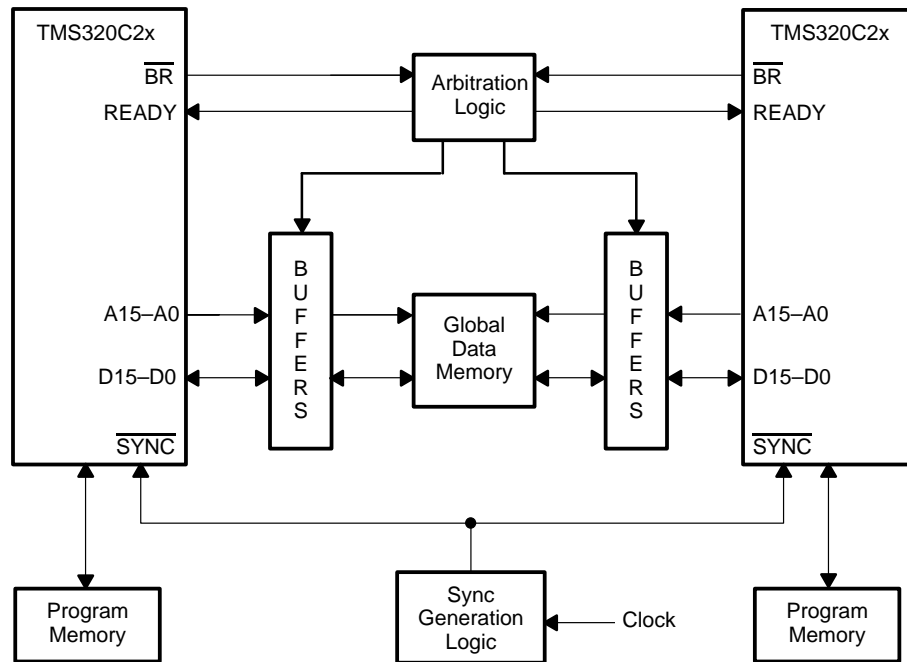 TMS320C2x
TMS320C2x
BR
READY
Arbitration
Logic
BR
READY
B
U
F
F
E
R
S
B
U
F
F
E
R
S
A15–A0
D15–D0
Global
Data
Memory
A15–A0
D15–D0
SYNC
SYNC
Program
Memory
Sync
Generation
Logic
Clock
Program
Memory